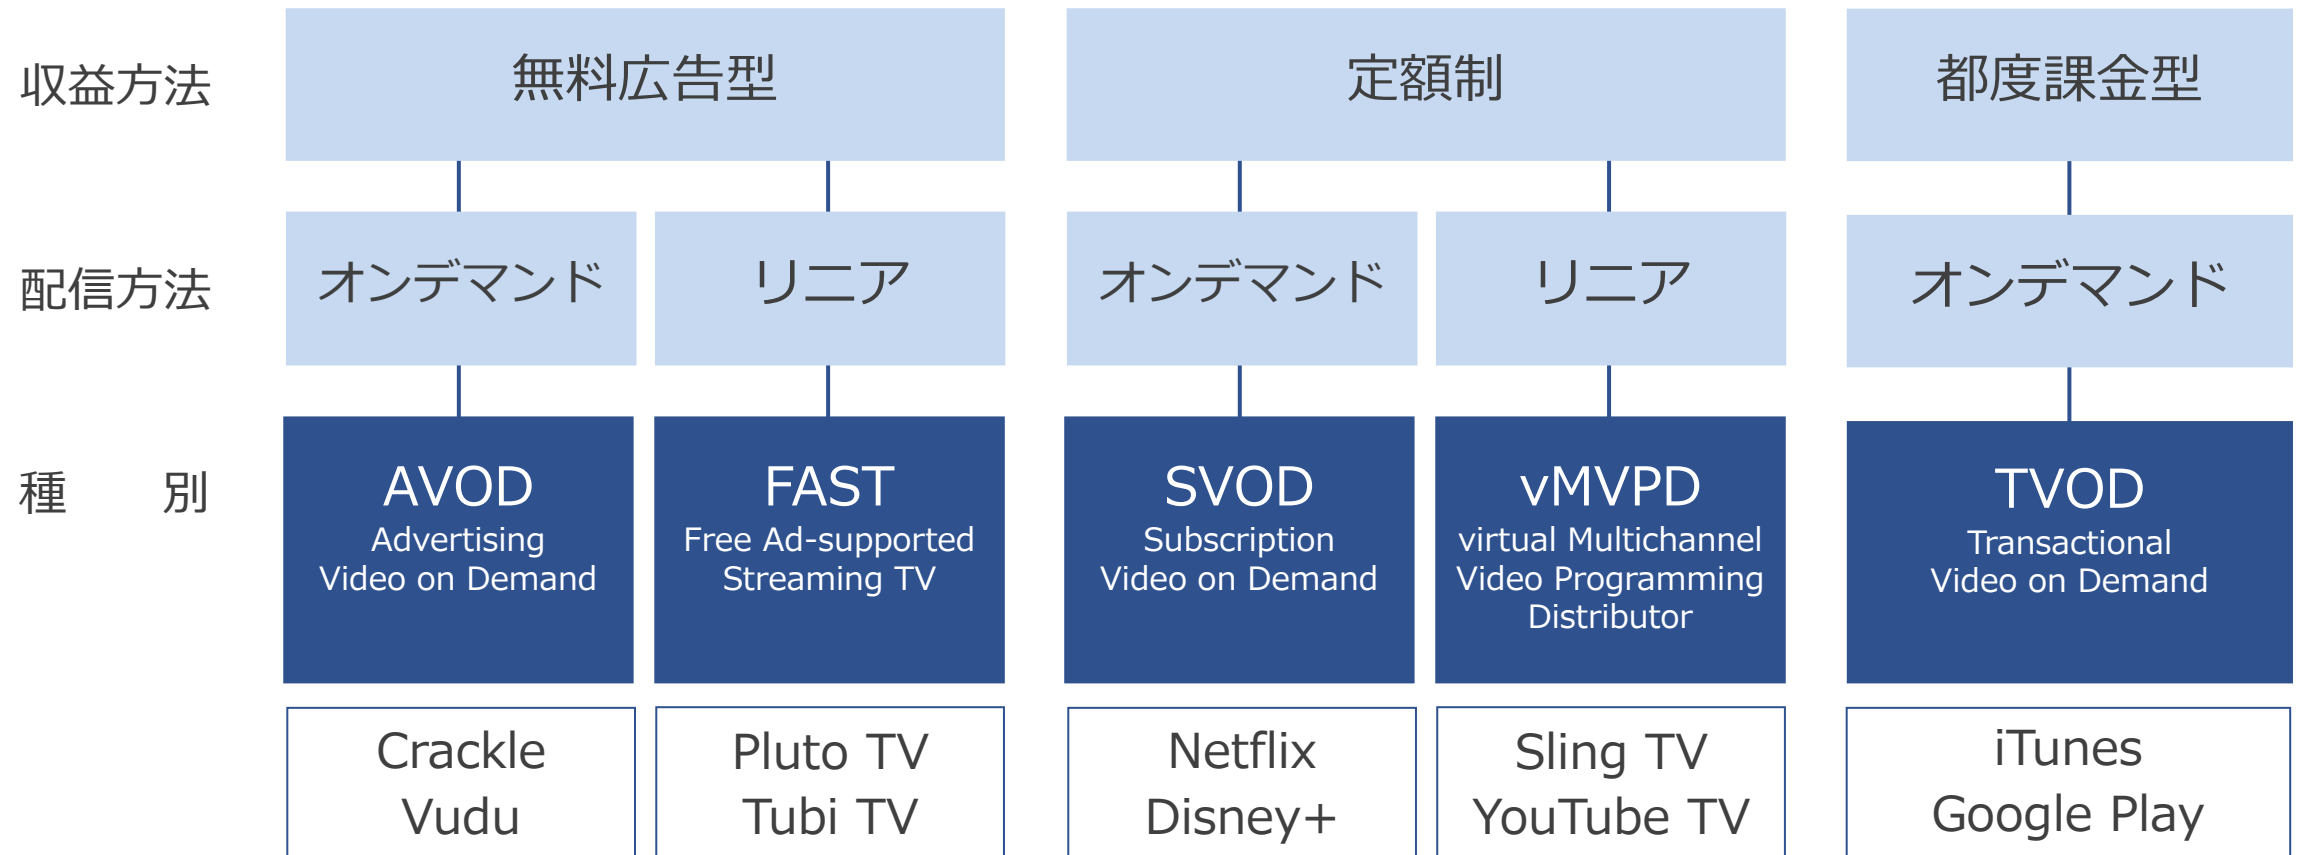 収益方法
無料広告型
定額制
都度課金型
配信方法
オンデマンド
リニア
オンデマンド
リニア
オンデマンド
種　別
AVOD
Advertising
Video on Demand
FAST
Free Ad-supported
Streaming TV
SVOD
Subscription
Video on Demand
vMVPD
virtual Multichannel
Video Programming
Distributor
TVOD
Transactional
Video on Demand
Crackle
Vudu
Pluto TV
Tubi TV
Netflix
Disney+
Sling TV
YouTube TV
iTunes
Google Play